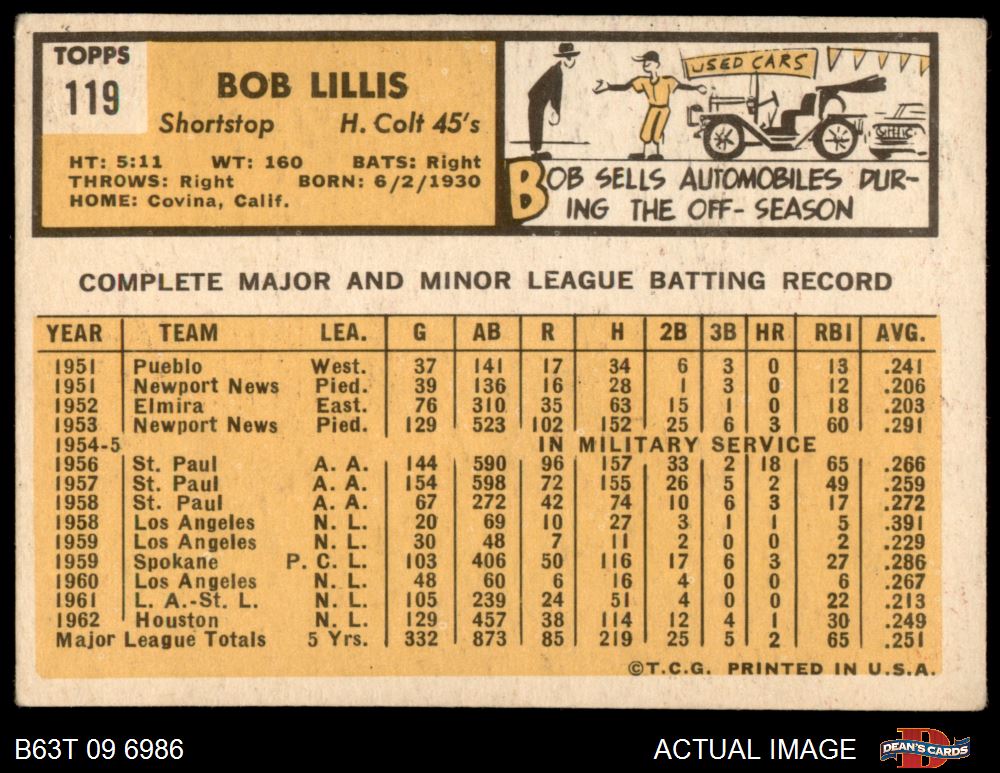 TOPPS
119
BOB LILLIS
Shortstop H. Colt 45's
HT: 5:11 WT: 160 BATS: Right
THROWS: Right BORN: 6/2/1930
HOME: Covina, Calif.
USED CARS
BOB SELLS AUTOMOBILES DUR-
ING THE OFF-SEASON
COMPLETE MAJOR AND MINOR LEAGUE BATTING RECORD
YEAR TEAM LEA. G AB R H 2B 3B HR RBI AVG.
1951 Pueblo West. 37 141 17 34 6 3 0 13 .241
1951 Newport News Pied. 39 136 16 28 1 3 0 12 .206
1952 Elmira East. 76 310 35 63 15 1 0 18 .203
1953 Newport News Pied. 129 523 102 152 25 6 3 60 .291
1954-5 IN MILITARY SERVICE
1956 St. Paul A. A. 144 590 96 157 33 2 18 65 .266
1957 St. Paul A. A. 154 598 72 155 26 5 2 49 .259
1958 St. Paul A. A. 67 272 42 74 10 6 3 17 .272
1958 Los Angeles N. L. 20 69 10 27 3 1 1 5 .391
1959 Los Angeles N. L. 30 48 7 11 2 0 0 2 .229
1959 Spokane P. C. L. 103 406 50 116 17 6 3 27 .286
1960 Los Angeles N. L. 48 60 6 16 4 0 0 6 .267
1961 L. A.-St. L. N. L. 105 239 24 51 4 0 0 22 .213
1962 Houston N. L. 129 457 38 114 12 4 1 30 .249
Major League Totals 5 Yrs. 332 873 85 219 25 5 2 65 .251
©T.C.G. PRINTED IN U.S.A.
B63T 09 6986 ACTUAL IMAGE DEAN'S CARDS